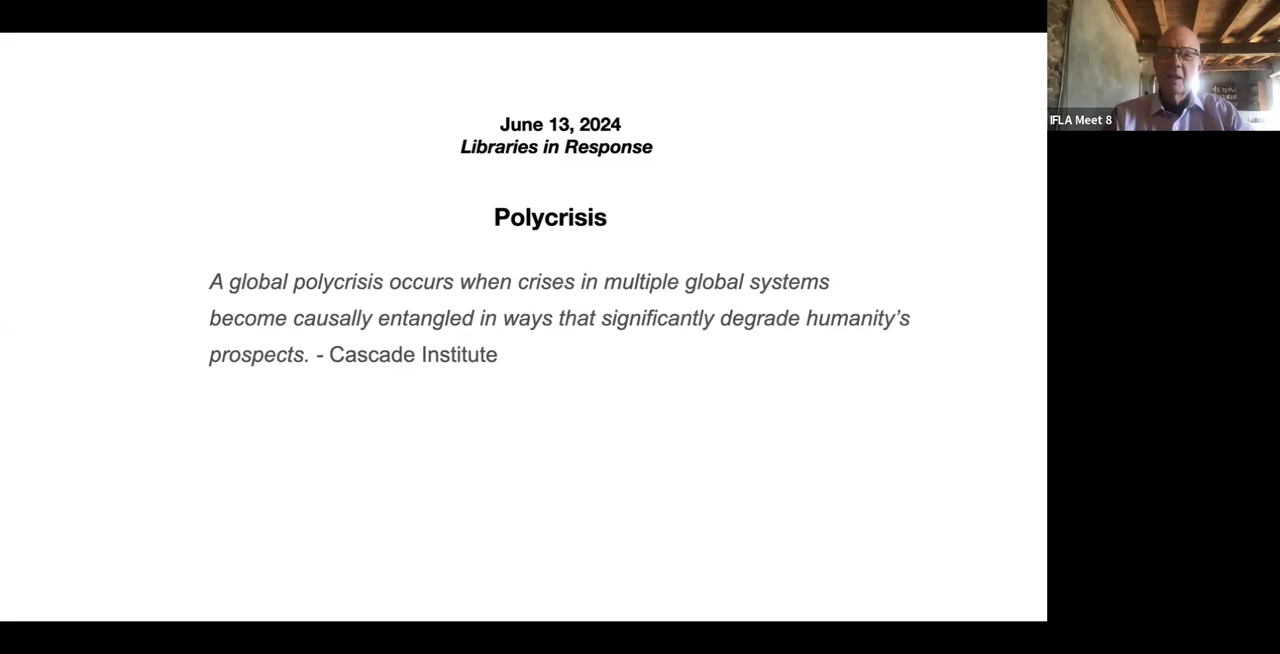 June 13, 2024
Libraries in Response
Polycrisis
A global polycrisis occurs when crises in multiple global systems
become causally entangled in ways that significantly degrade humanity’s
prospects. - Cascade Institute
IFLA Meet 8